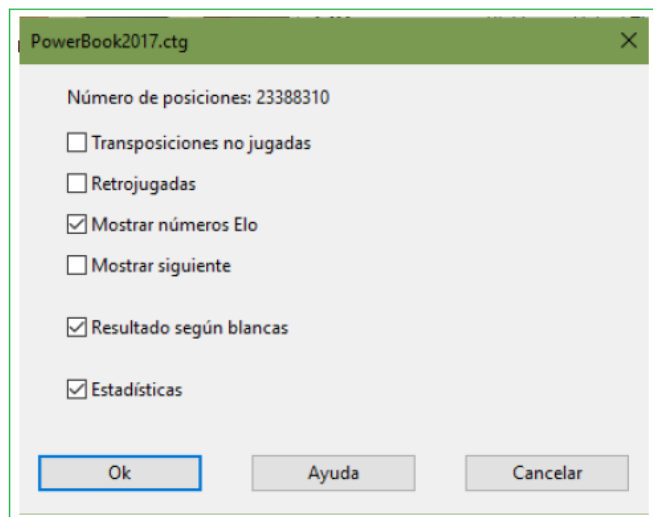 PowerBook2017.ctg
Número de posiciones: 23388310
Transposiciones no jugadas
Retrojugadas
Mostrar números Elo
Mostrar siguiente
Resultado según blancas
Estadísticas
Ok Ayuda Cancelar